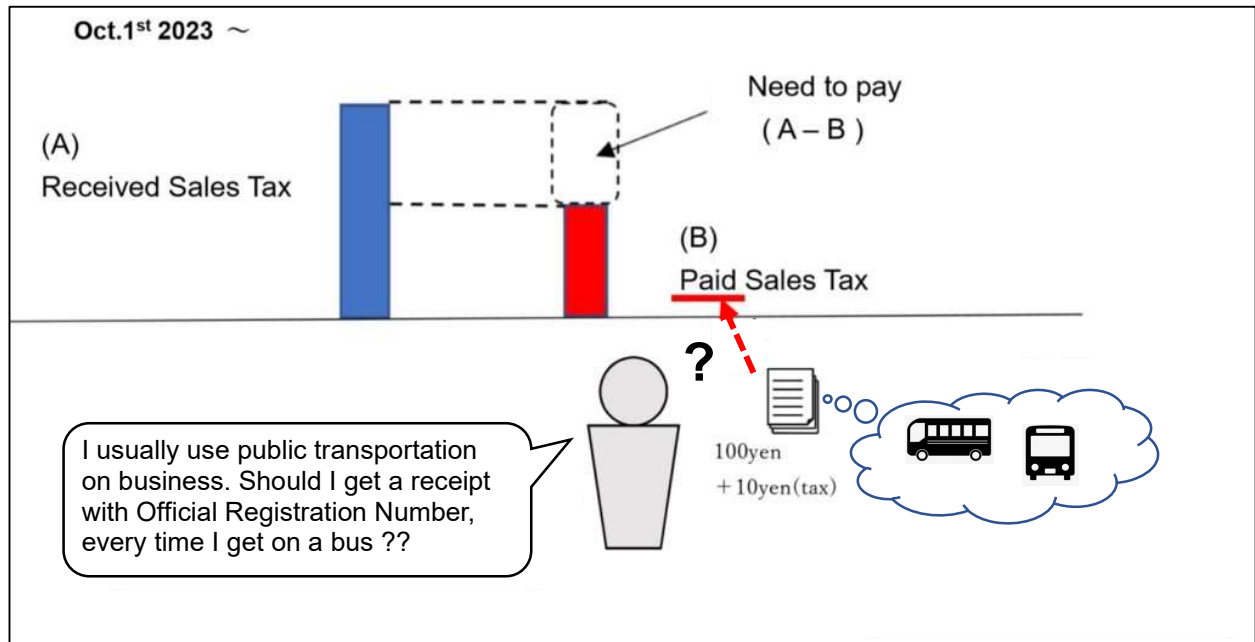 Oct.1st 2023 ～
Need to pay
( A – B )
(A)
Received Sales Tax
(B)
Paid Sales Tax
?
I usually use public transportation
on business. Should I get a receipt
with Official Registration Number,
every time I get on a bus ??
100yen
+10yen(tax)